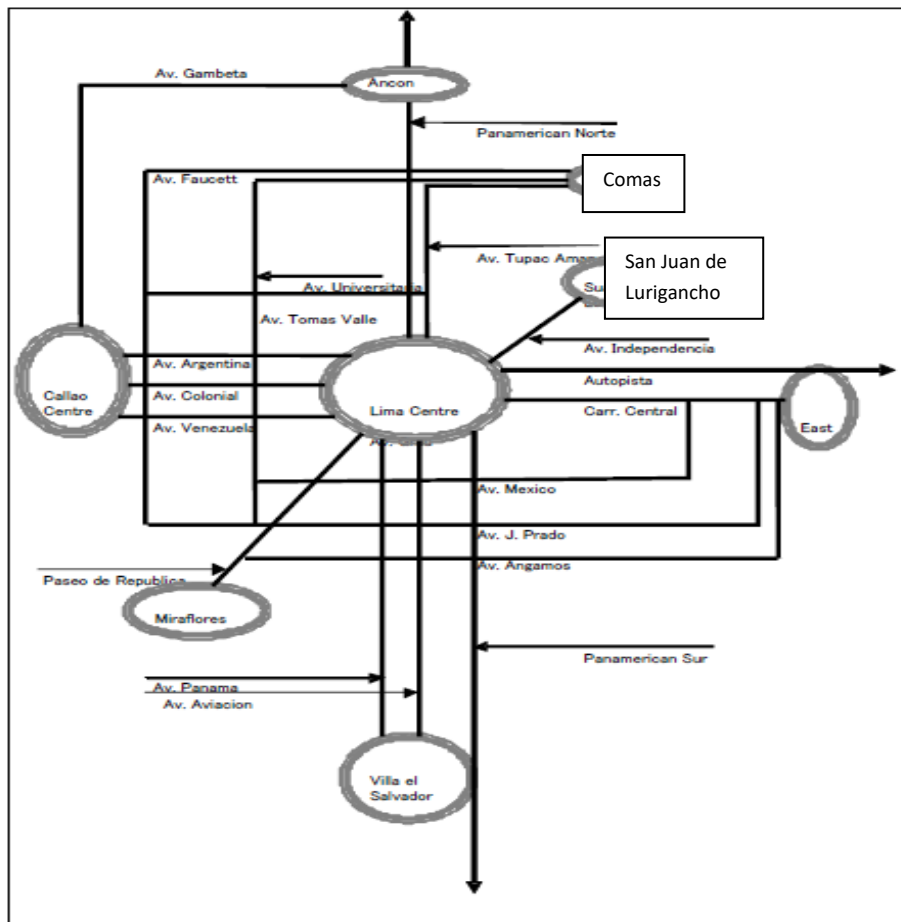 Av. Gambeta
Ancon
Panamerican Norte
Av. Faucett
Comas
Av. Tupac
San Juan de
Lurigancho
Av. Universitaria
Av. Tomas Valle
Av. Independencia
Av. Argentina
Autopista
Callao
Centre
Av. Colonial
Lima Centre
Carr. Central
Av. Venezuela
East
Av. Mexico
Av. J. Prado
Av. Angamos
Paseo de Republica
Miraflores
Panamerican Sur
Av. Panama
Av. Aviacion
Villa el
Salvador